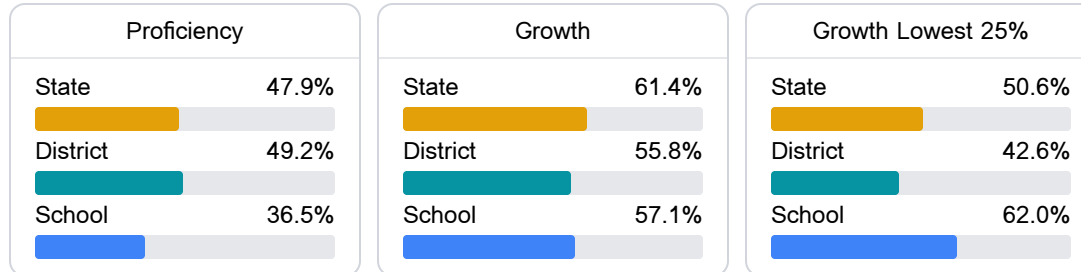 Proficiency
State 47.9%
District 49.2%
School 36.5%
Growth
State 61.4%
District 55.8%
School 57.1%
Growth Lowest 25%
State 50.6%
District 42.6%
School 62.0%